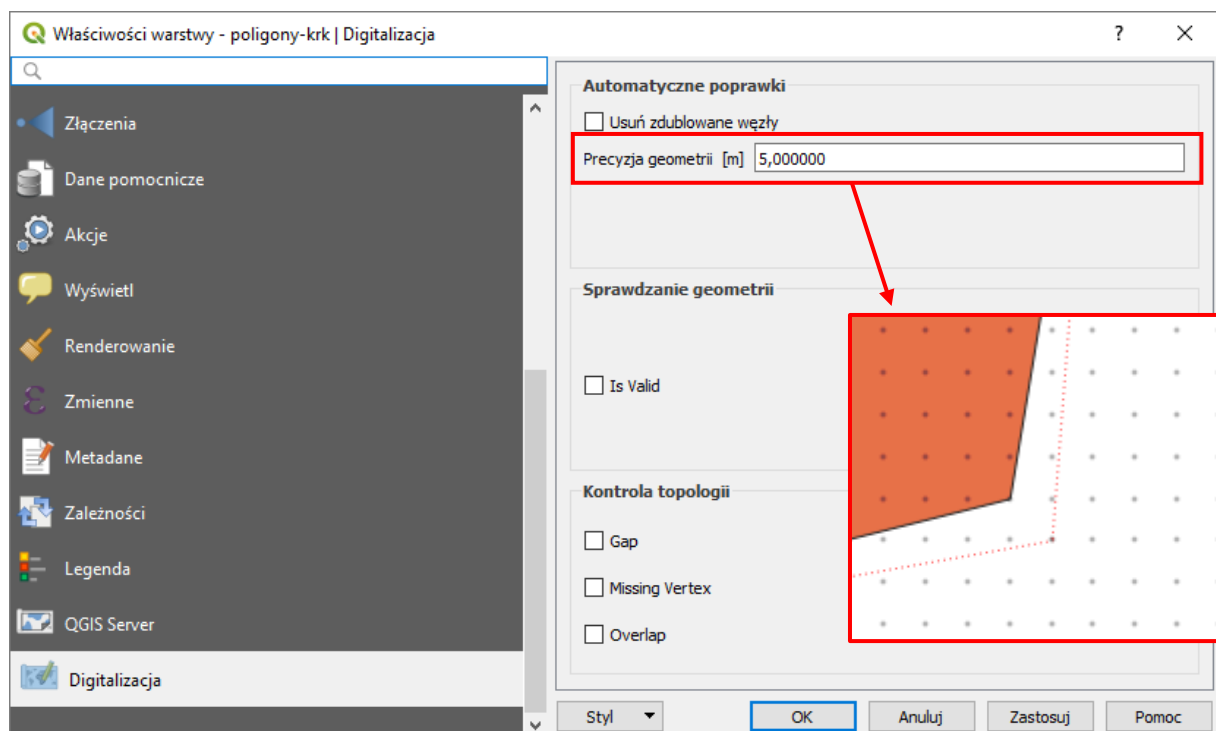 Właściwości warstwy - poligony-krk | Digitalizacja
Złączenia
Dane pomocnicze
Akcje
Wyświetl
Renderowanie
Zmienne
Metadane
Zależności
Legenda
QGIS Server
Digitalizacja
Automatyczne poprawki
Usuń zdublowane węzły
Precyzja geometrii [m] 5,000000
Sprawdzanie geometrii
Is Valid
Kontrola topologii
Gap
Missing Vertex
Overlap
Styl OK Anuluj Zastosuj Pomoc